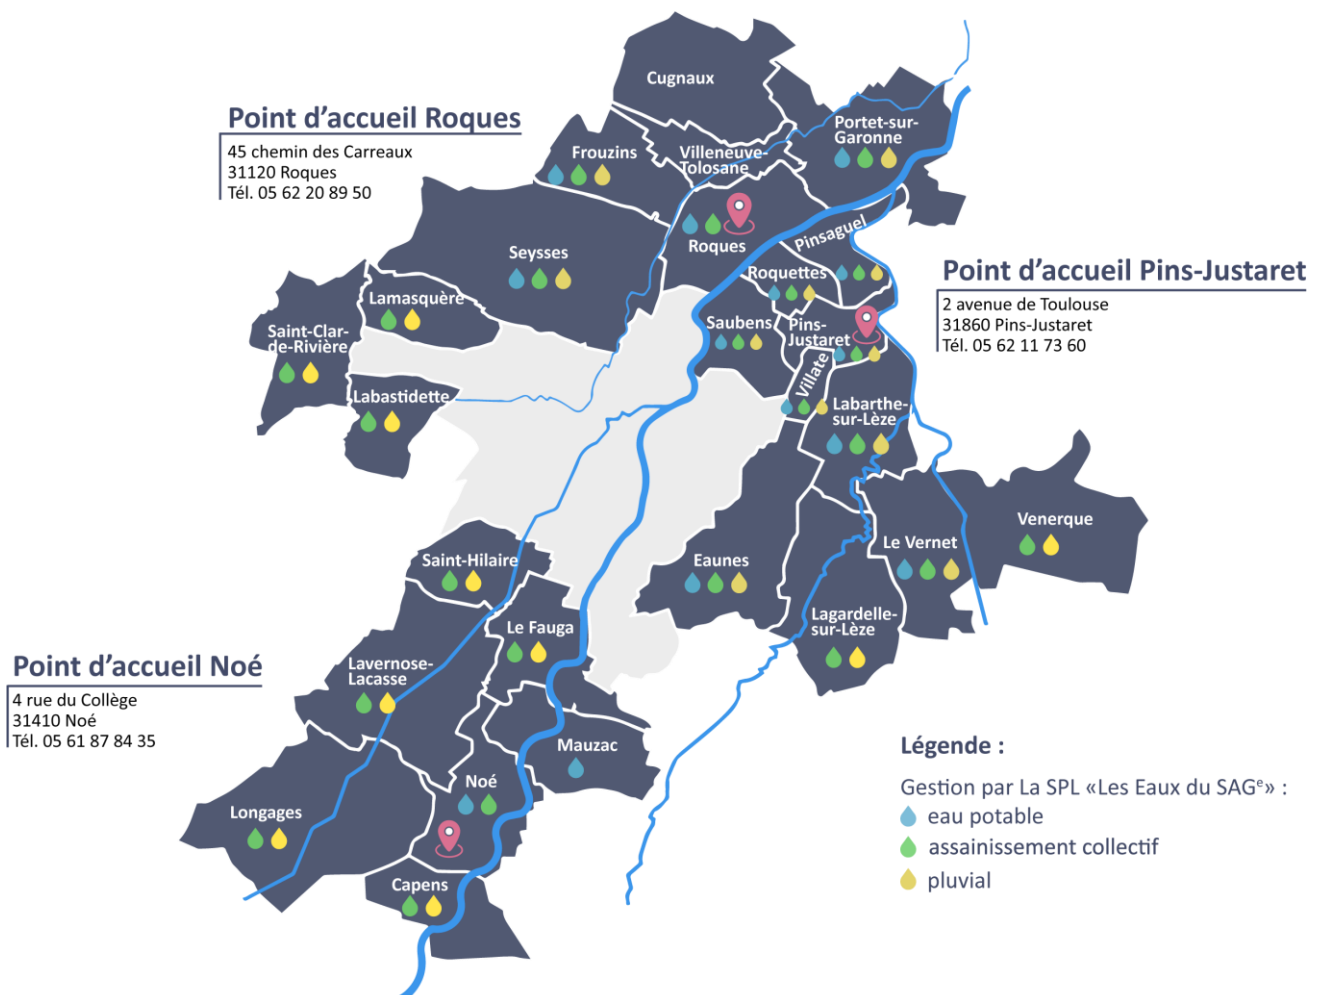 Cugnaux
Point d'accueil Roques
45 chemin des Carreaux
31120 Roques
Tél. 05 62 20 89 50
Portet-sur-
Garonne
Frouzins
Villeneuve-
Tolosane
Roques
Pinsaguel
Seysses
Roquettes
Point d'accueil Pins-Justaret
2 avenue de Toulouse
31860 Pins-Justaret
Tél. 05 62 11 73 60
Lamasquère
Saint-Clar-
de-Rivière
Saubens
Pins-
Justaret
Villate
Labastidette
Labarthe-
sur-Lèze
Venerque
Le Vernet
Saint-Hilaire
Eaunes
Lagardelle-
sur-Lèze
Le Fauga
Point d'accueil Noé
4 rue du Collège
31410 Noé
Tél. 05 61 87 84 35
Lavernose-
Lacasse
Mauzac
Noé
Longages
Capens
Légende :
Gestion par La SPL «Les Eaux du SAGᵉ» :
eau potable
assainissement collectif
pluvial